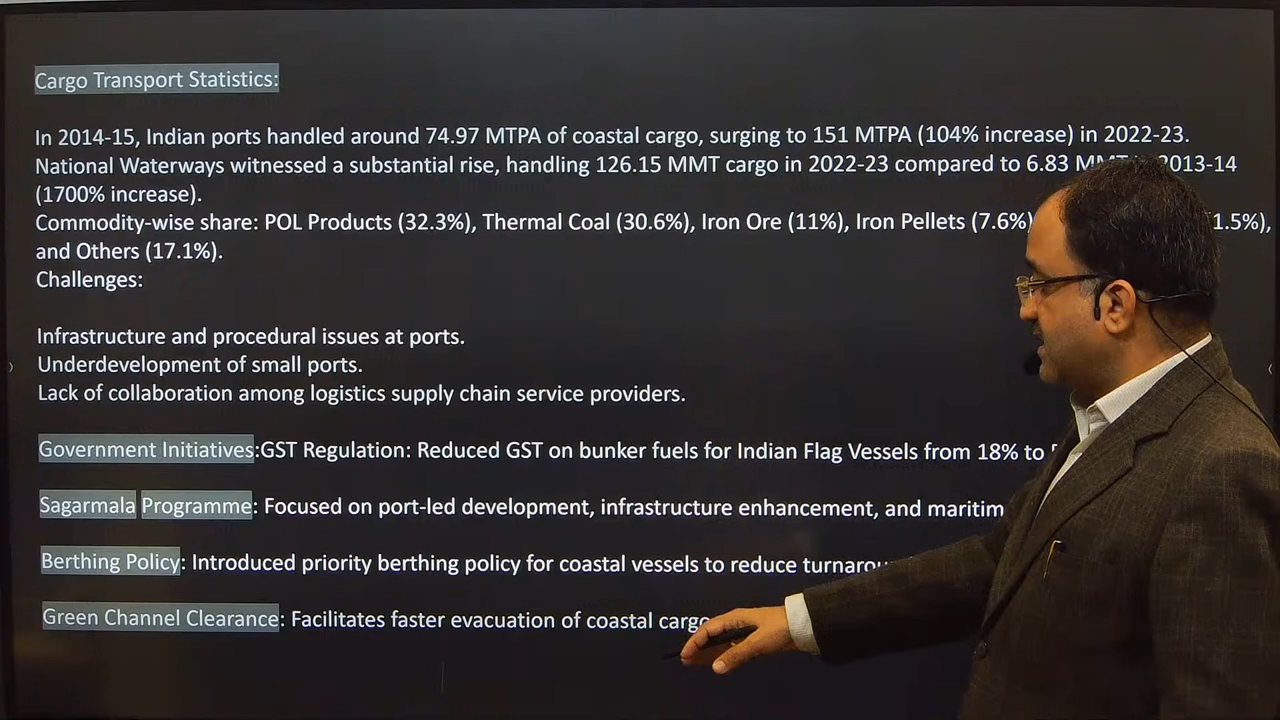 Cargo Transport Statistics:
In 2014-15, Indian ports handled around 74.97 MTPA of coastal cargo, surging to 151 MTPA (104% increase) in 2022-23.
National Waterways witnessed a substantial rise, handling 126.15 MMT cargo in 2022-23 compared to 6.83 2013-14
(1700% increase).
Commodity-wise share: POL Products (32.3%), Thermal Coal (30.6%), Iron Ore (11%), Iron Pellets (7.6%) 1.5%),
and Others (17.1%).
Challenges:
Infrastructure and procedural issues at ports.
Underdevelopment of small ports.
Lack of collaboration among logistics supply chain service providers.
Government Initiatives:GST Regulation: Reduced GST on bunker fuels for Indian Flag Vessels from 18% to
Sagarmala Programme: Focused on port-led development, infrastructure enhancement, and
Berthing Policy: Introduced priority berthing policy for coastal vessels to reduce
Green Channel Clearance: Facilitates faster evacuation of coastal